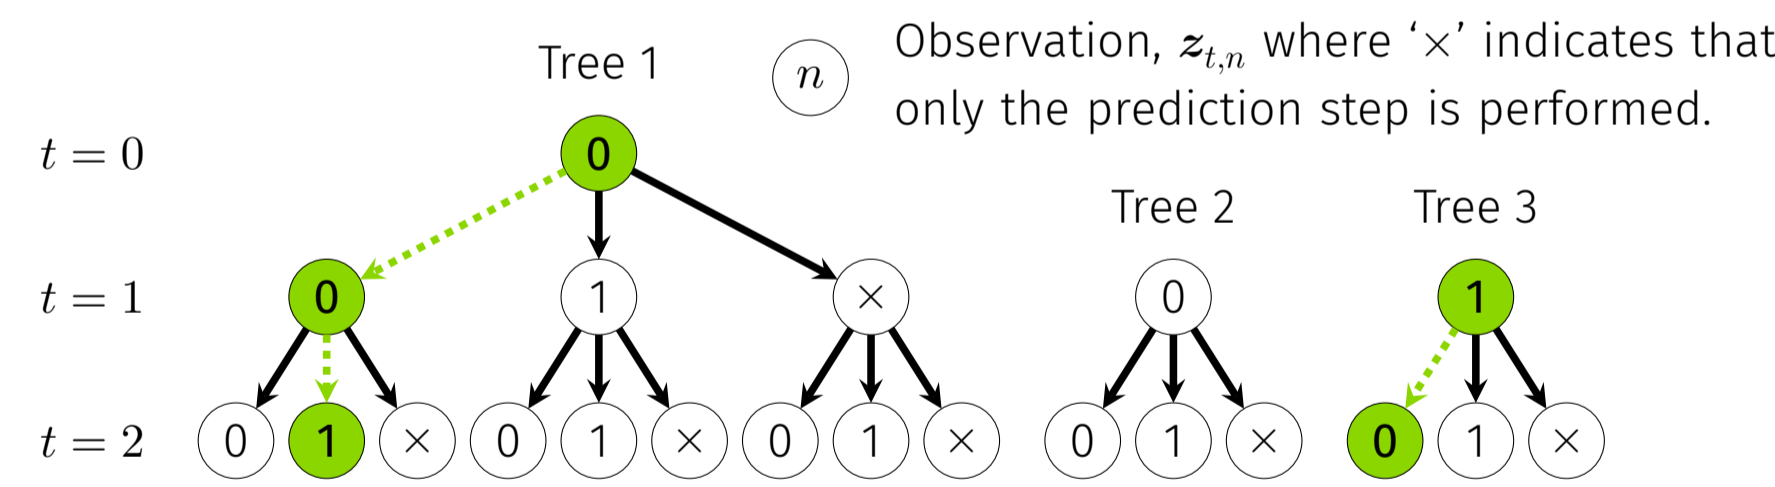 Tree 1
n
Observation, z_{t,n} where ‘×’ indicates that
only the prediction step is performed.
t = 0
0
Tree 2
Tree 3
t = 1
0 1 × 0 1
t = 2
0 1 × 0 1 × 0 1 × 0 1 × 0 1 ×